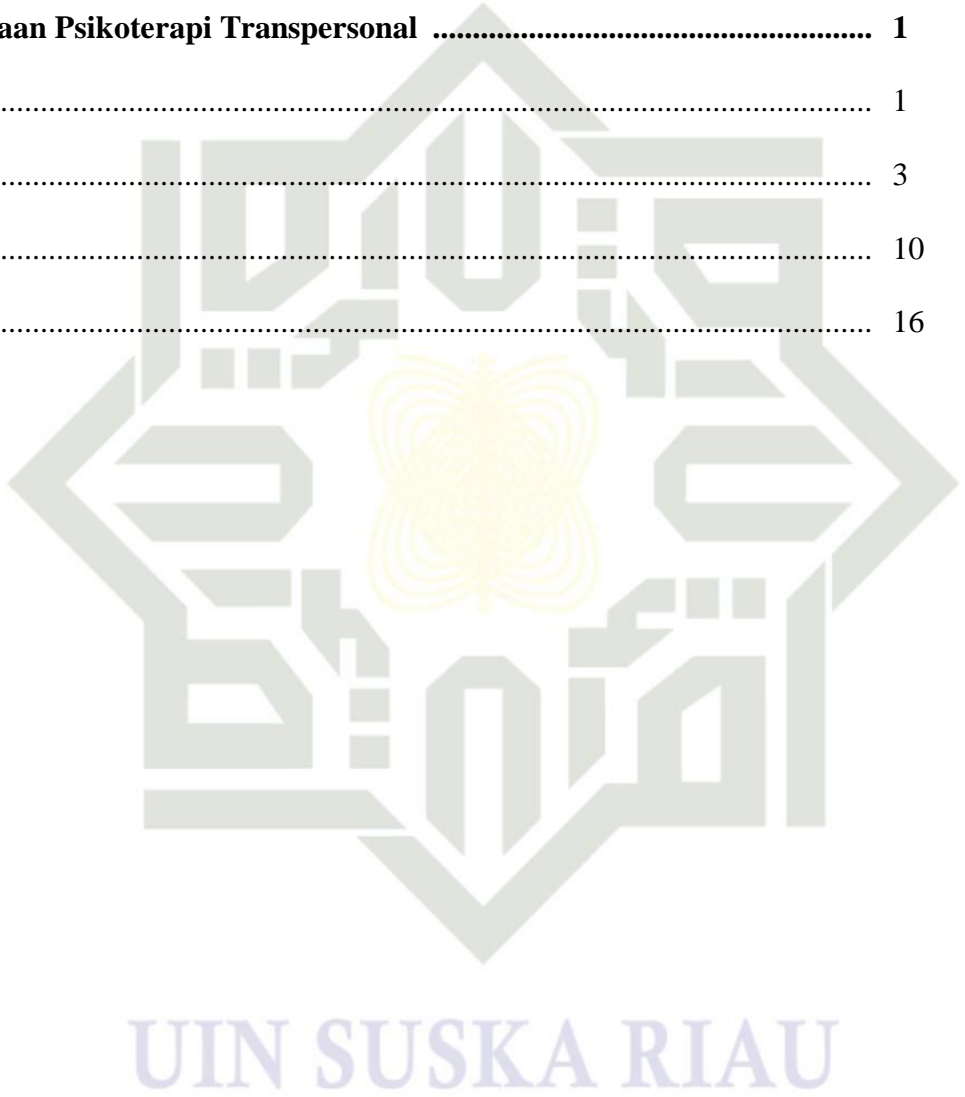 aan Psikoterapi Transpersonal ...................................................... 1
.......................................................................................................... 1
.......................................................................................................... 3
.......................................................................................................... 10
.......................................................................................................... 16
UIN SUSKA RIAU